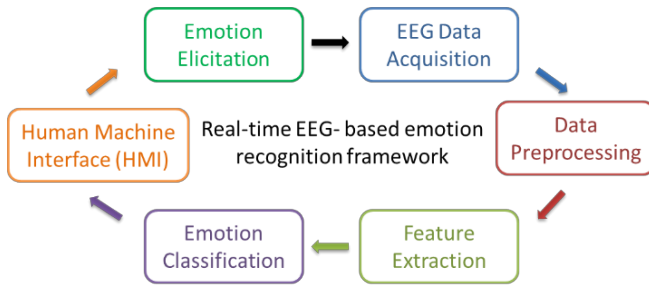 Emotion
Elicitation
EEG Data
Acquisition
Human Machine
Interface (HMI)
Real-time EEG- based emotion
recognition framework
Data
Preprocessing
Emotion
Classification
Feature
Extraction